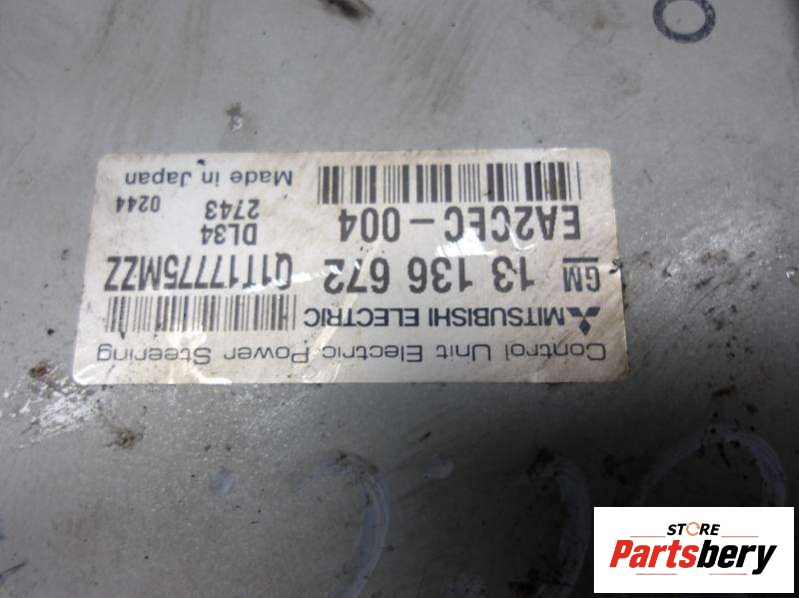 Control Unit Electric Power Steering
MITSUBISHI ELECTRIC
GM 13 136 672 Q1T17775MZZ
EA2CEC-004
DL34
2743
0244
Made in Japan
STORE
Partsbery